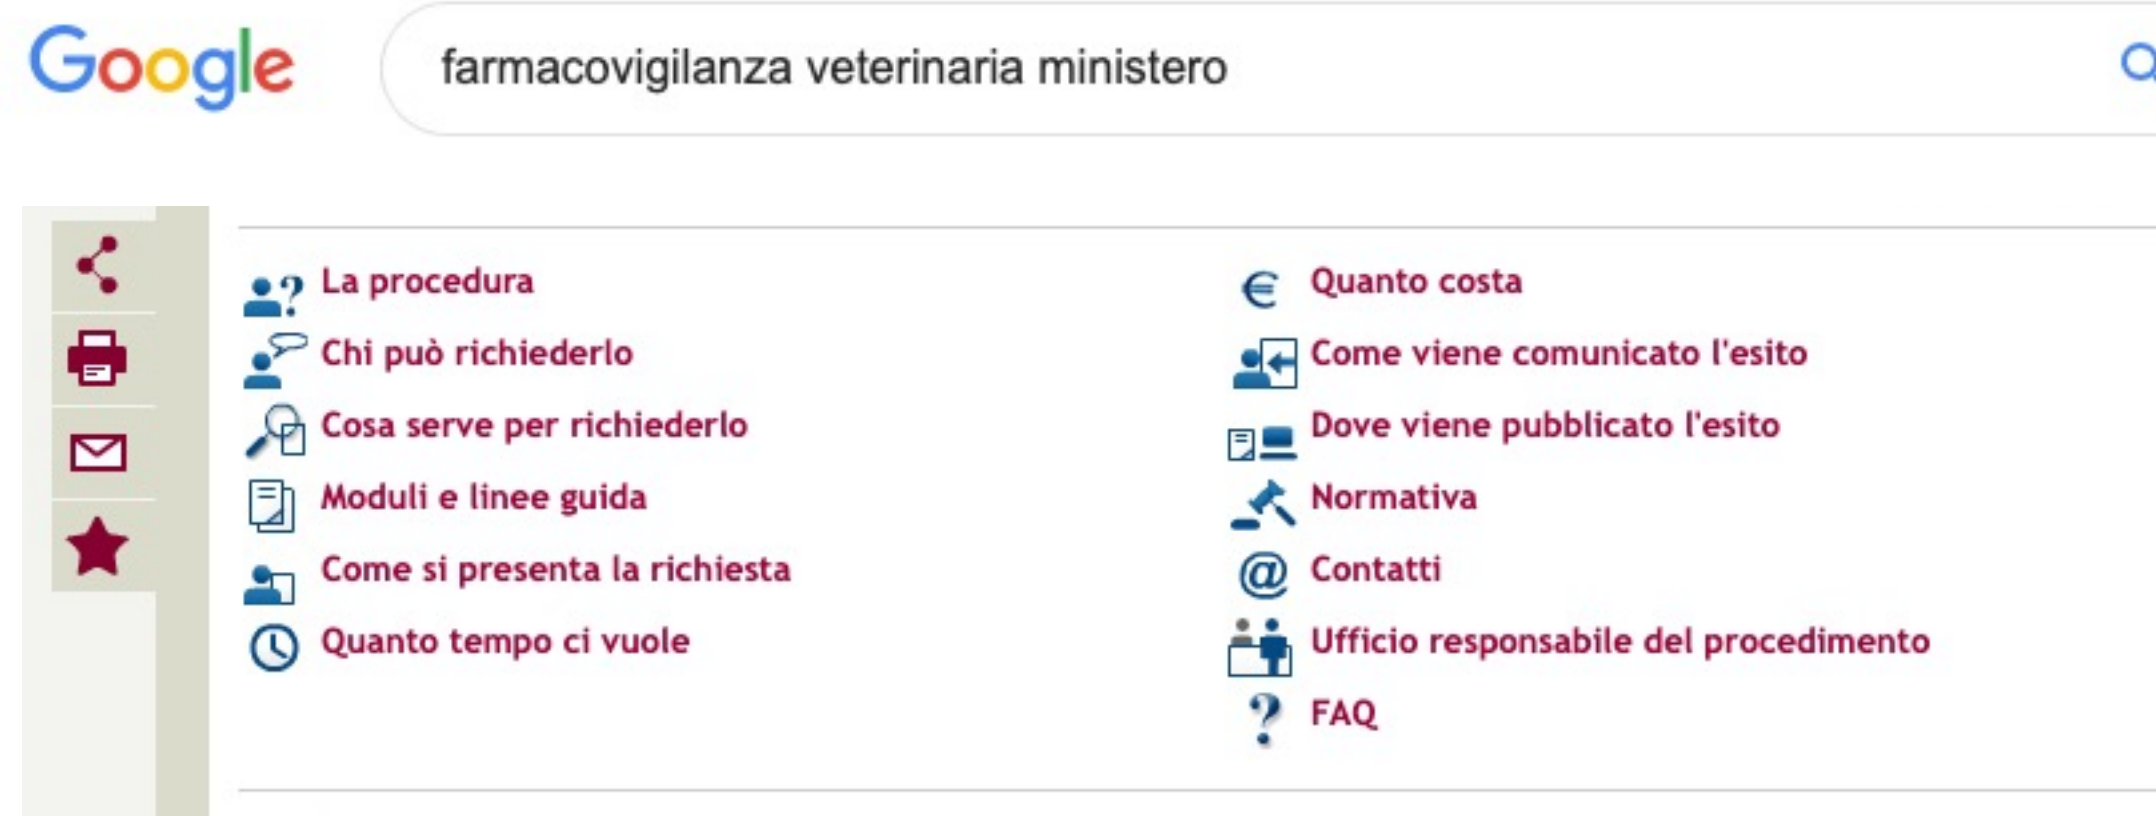 Google
farmacovigilanza veterinaria ministero
La procedura
Chi può richiederlo
Cosa serve per richiederlo
Moduli e linee guida
Come si presenta la richiesta
Quanto tempo ci vuole
€ Quanto costa
Come viene comunicato l'esito
Dove viene pubblicato l'esito
Normativa
@ Contatti
Ufficio responsabile del procedimento
? FAQ